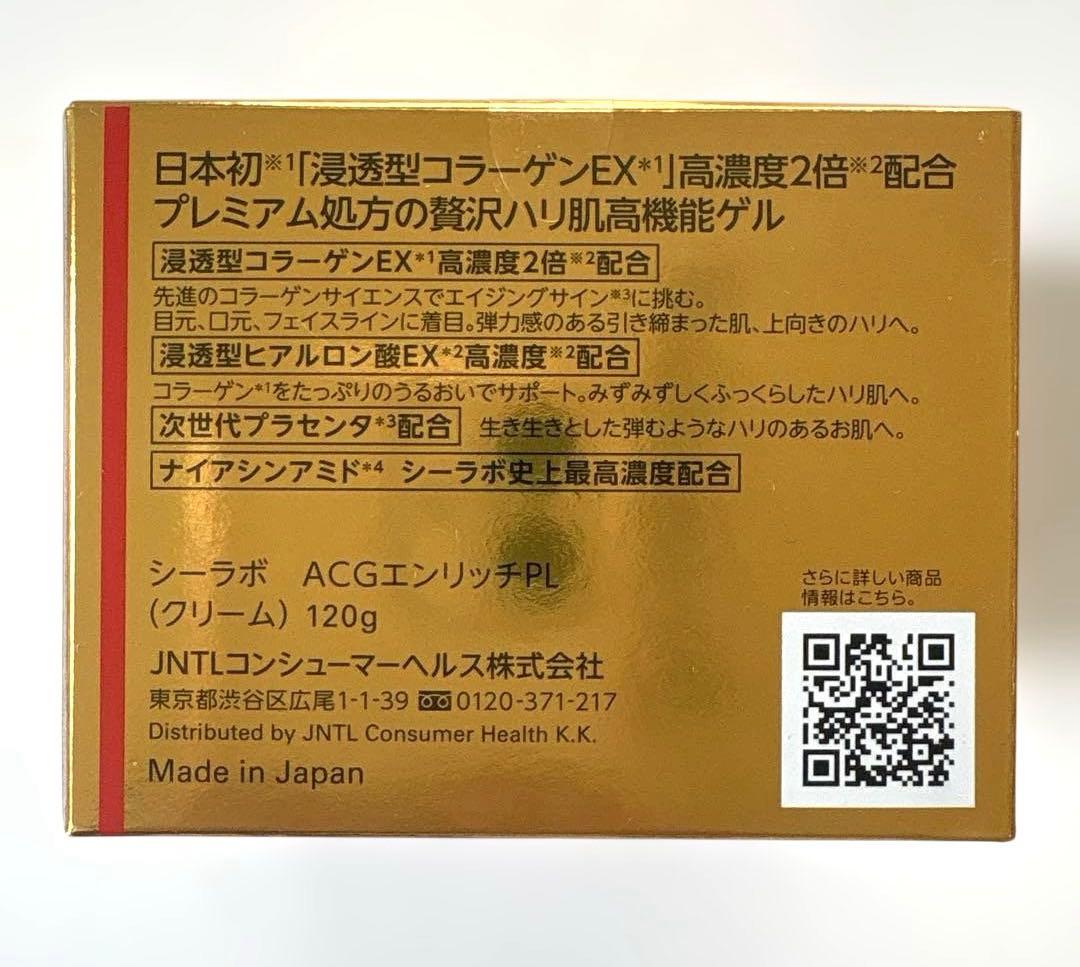 日本初※1「浸透型コラーゲンEX*1」高濃度2倍※2配合
プレミアム処方の贅沢ハリ肌高機能ゲル
浸透型コラーゲンEX*1高濃度2倍※2配合
先進のコラーゲンサイエンスでエイジングサイン※3に挑む。
目元、口元、フェイスラインに着目。弾力感のある引き締まった肌、上向きのハリへ。
浸透型ヒアルロン酸EX*2高濃度※2配合
コラーゲン*1をたっぷりのうるおいでサポート。みずみずしくふっくらしたハリ肌へ。
次世代プラセンタ*3配合 生き生きとした弾むようなハリのあるお肌へ。
ナイアシンアミド*4 シーラボ史上最高濃度配合
シーラボ ACGエンリッチPL
(クリーム) 120g
JNTLコンシューマーヘルス株式会社
東京都渋谷区広尾1-1-39 0120-371-217
Distributed by JNTL Consumer Health K.K.
Made in Japan
さらに詳しい商品
情報はこちら。